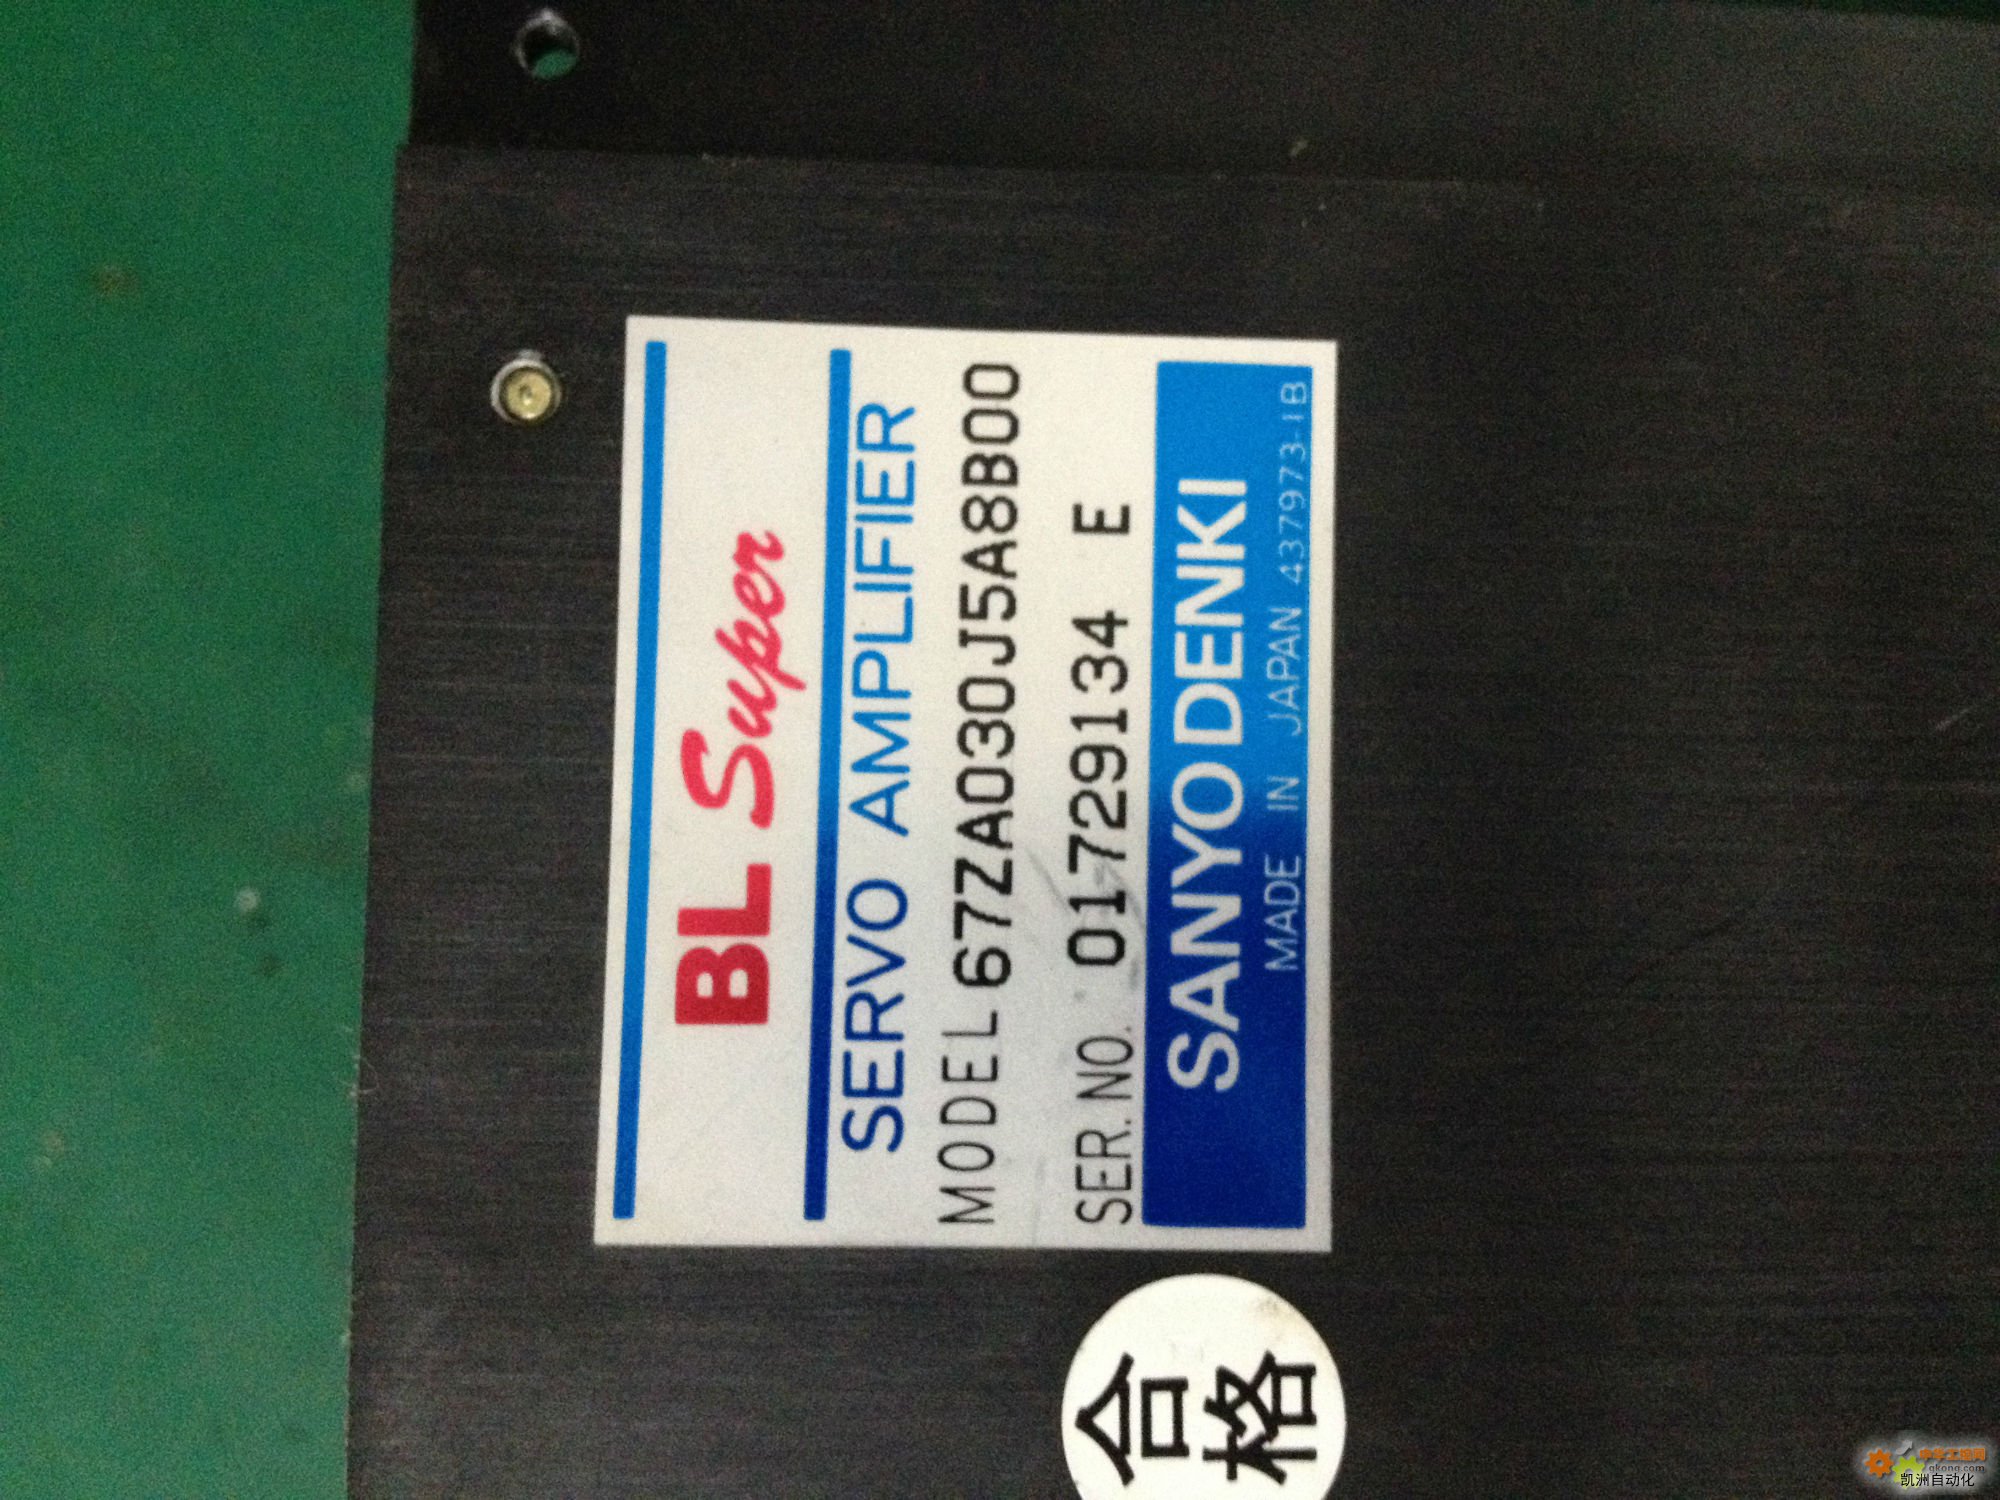 BL Super
SERVO AMPLIFIER
MODEL 67ZA030J5A8B00
SER.NO. 01729134 E
SANYO DENKI
MADE IN JAPAN 437973-1B
合
格
凯洲自动化